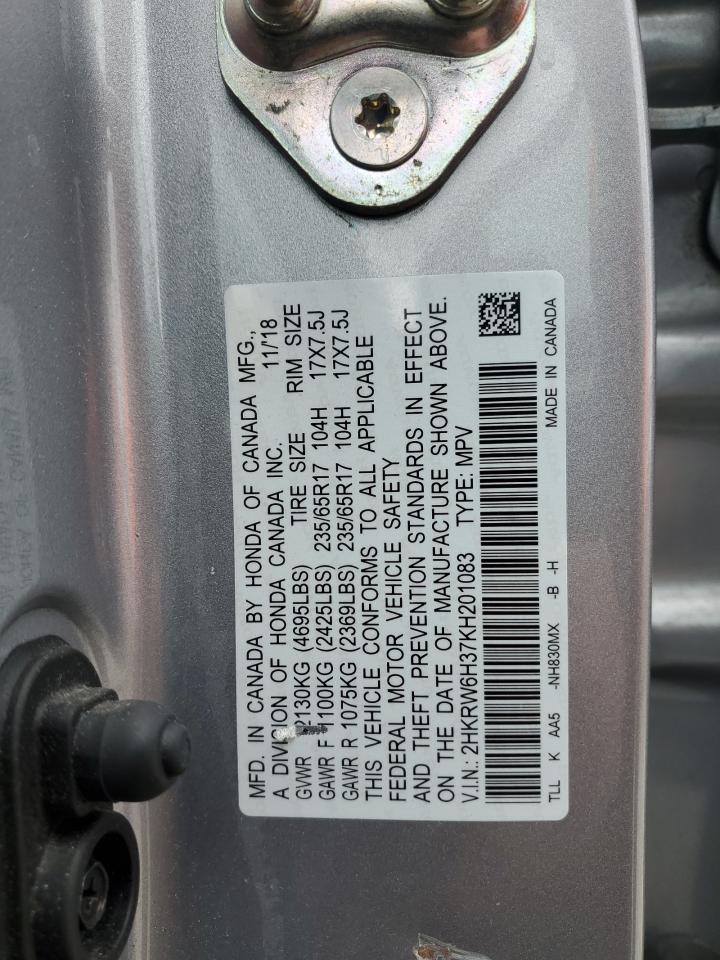 MFD. IN CANADA BY HONDA OF CANADA MFG.,
A DIVISION OF HONDA CANADA INC. 11/'18
GVWR 2130KG (4695LBS) TIRE SIZE RIM SIZE
GAWR F 1100KG (2425LBS) 235/65R17 104H 17X7.5J
GAWR R 1075KG (2369LBS) 235/65R17 104H 17X7.5J
THIS VEHICLE CONFORMS TO ALL APPLICABLE
FEDERAL MOTOR VEHICLE SAFETY
AND THEFT PREVENTION STANDARDS IN EFFECT
ON THE DATE OF MANUFACTURE SHOWN ABOVE.
V.I.N.: 2HKRW6H37KH201083 TYPE: MPV
TLL K AA5 -NH830MX -B -H MADE IN CANADA